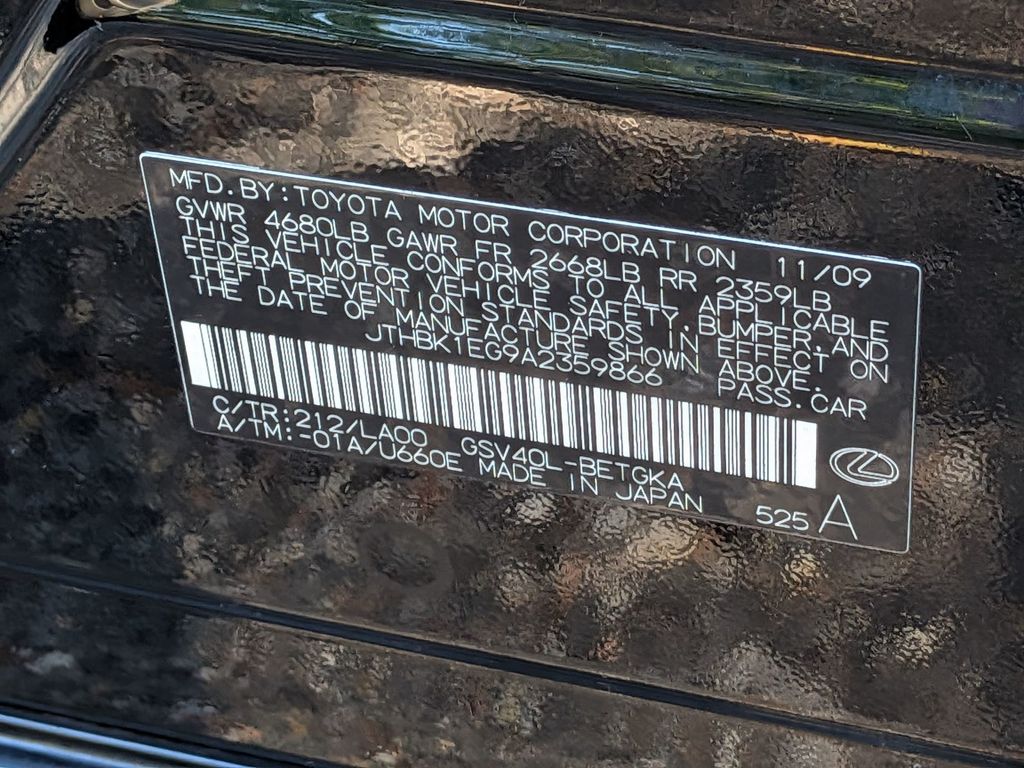 MFD.BY:TOYOTA MOTOR CORPORATION 11/09
GVWR 4680LB GAWR FR 2668LB RR 2359LB
THIS VEHICLE CONFORMS TO ALL APPLICABLE
FEDERAL MOTOR VEHICLE SAFETY,BUMPER,AND
THEFT PREVENTION STANDARDS IN EFFECT ON
THE DATE OF MANUFACTURE SHOWN ABOVE.
JTHBK1EG9A2359866 PASS.CAR
C/TR:212/LA00 GSV40L-BETGKA
A/TM:-01A/U660E MADE IN JAPAN 525 A